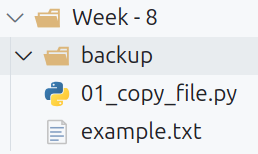 Week - 8
backup
01_copy_file.py
example.txt